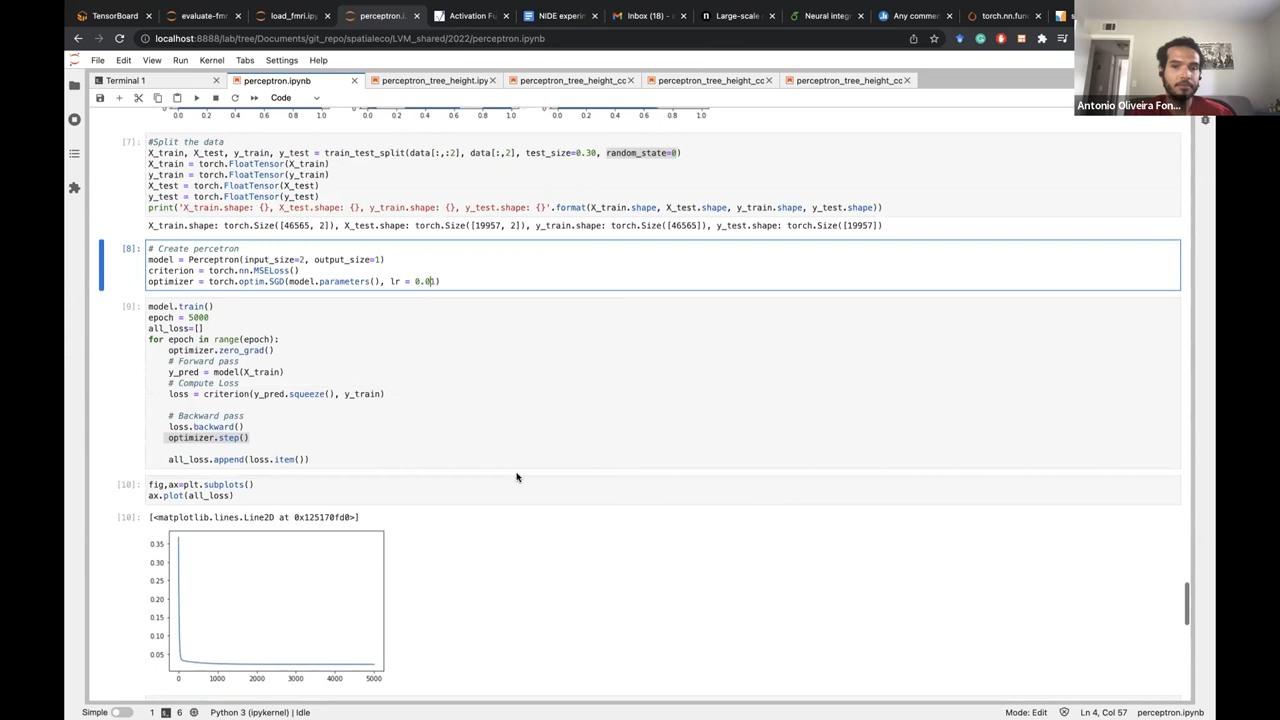 TensorBoard
evaluate-fmr
load_fmri.ipy
perceptron.i
Activation Fu
NIDE experim
Inbox (18) -
Large-scale
Neural integ
Any commen
torch.nn.func
localhost:8888/lab/tree/Documents/git_repo/spatialeco/LVM_shared/2022/perceptron.ipynb
File Edit View Run Kernel Tabs Settings Help
Antonio Oliveira Fon...
Terminal 1
perceptron.ipynb
perceptron_tree_height.ipy
perceptron_tree_height_cc
perceptron_tree_height_cc
perceptron_tree_height_cc
Code
0.0 0.2 0.4 0.6 0.8 1.0 0.0 0.2 0.4 0.6 0.8 1.0 0.0 0.2 0.4 0.6 0.8 1.0
[7]: #Split the data
X_train, X_test, y_train, y_test = train_test_split(data[:,:2], data[:,2], test_size=0.30, random_state=0)
X_train = torch.FloatTensor(X_train)
y_train = torch.FloatTensor(y_train)
X_test = torch.FloatTensor(X_test)
y_test = torch.FloatTensor(y_test)
print('X_train.shape: {}, X_test.shape: {}, y_train.shape: {}, y_test.shape: {}'.format(X_train.shape, X_test.shape, y_train.shape, y_test.shape))
X_train.shape: torch.Size([46565, 2]), X_test.shape: torch.Size([19957, 2]), y_train.shape: torch.Size([46565]), y_test.shape: torch.Size([19957])
[8]: # Create percetron
model = Perceptron(input_size=2, output_size=1)
criterion = torch.nn.MSELoss()
optimizer = torch.optim.SGD(model.parameters(), lr = 0.01)
[9]: model.train()
epoch = 5000
all_loss=[]
for epoch in range(epoch):
optimizer.zero_grad()
# Forward pass
y_pred = model(X_train)
# Compute Loss
loss = criterion(y_pred.squeeze(), y_train)
# Backward pass
loss.backward()
optimizer.step()
all_loss.append(loss.item())
[10]: fig,ax=plt.subplots()
ax.plot(all_loss)
[10]: [<matplotlib.lines.Line2D at 0x125170fd0>]
0.35
0.30
0.25
0.20
0.15
0.10
0.05
0 1000 2000 3000 4000 5000
Simple 1 6 Python 3 (ipykernel) | Idle Mode: Edit Ln 4, Col 57 perceptron.ipynb